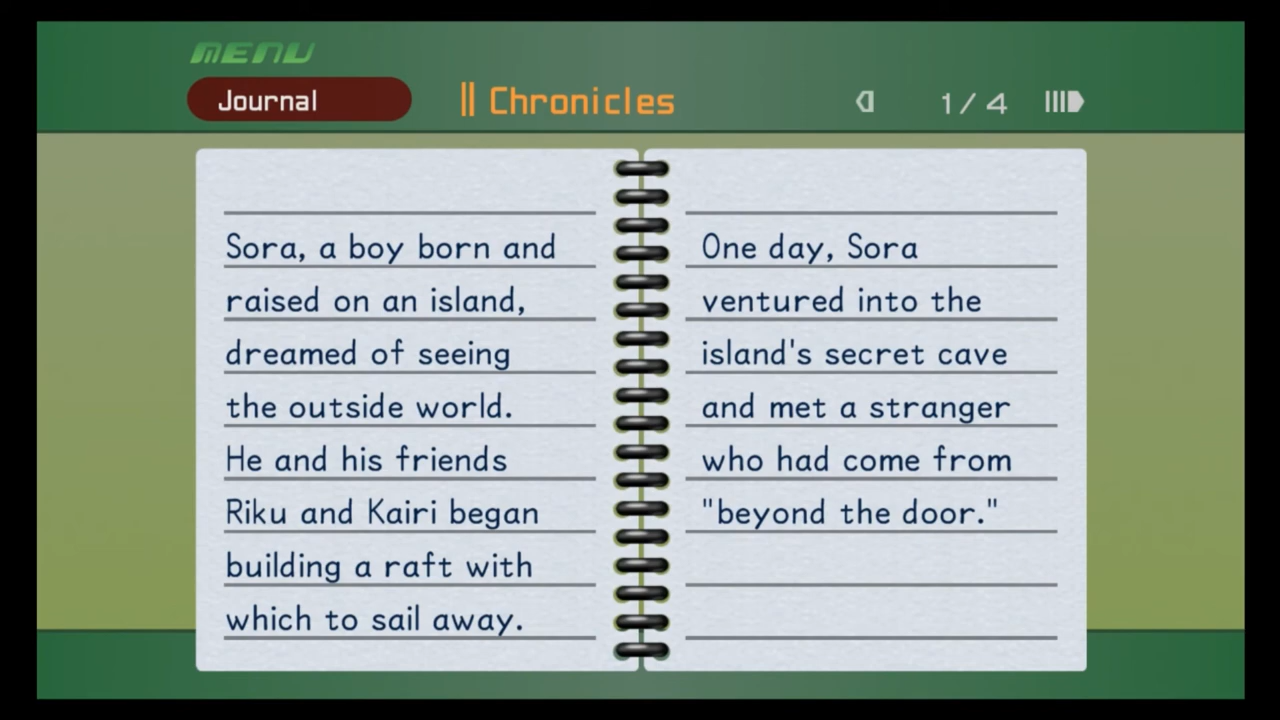 MENU
Journal
Chronicles
1/4
Sora, a boy born and
raised on an island,
dreamed of seeing
the outside world.
He and his friends
Riku and Kairi began
building a raft with
which to sail away.
One day, Sora
ventured into the
island's secret cave
and met a stranger
who had come from
"beyond the door."